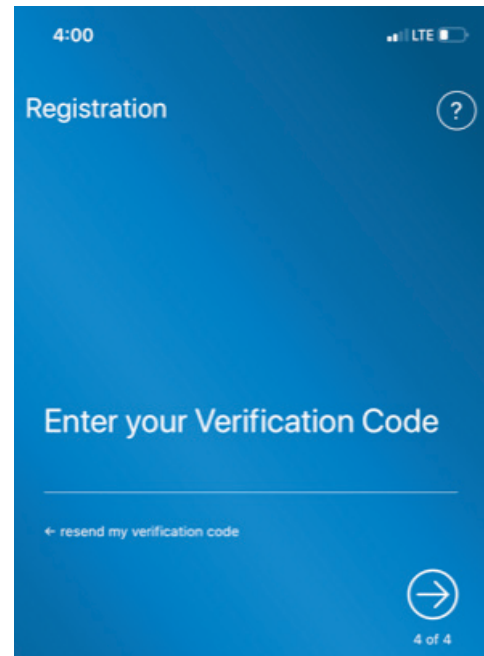 4:00
LTE
Registration
?
Enter your Verification Code
← resend my verification code
4 of 4